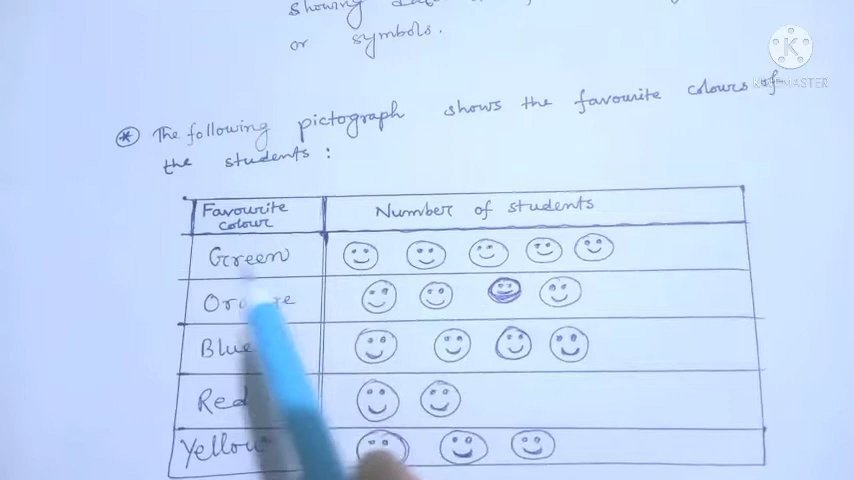 showing
or symbols.
KINEMASTER
* The following pictograph shows the favourite colours of
the students :
Favourite colour
Number of students
Green
Blue
Red
Yellow